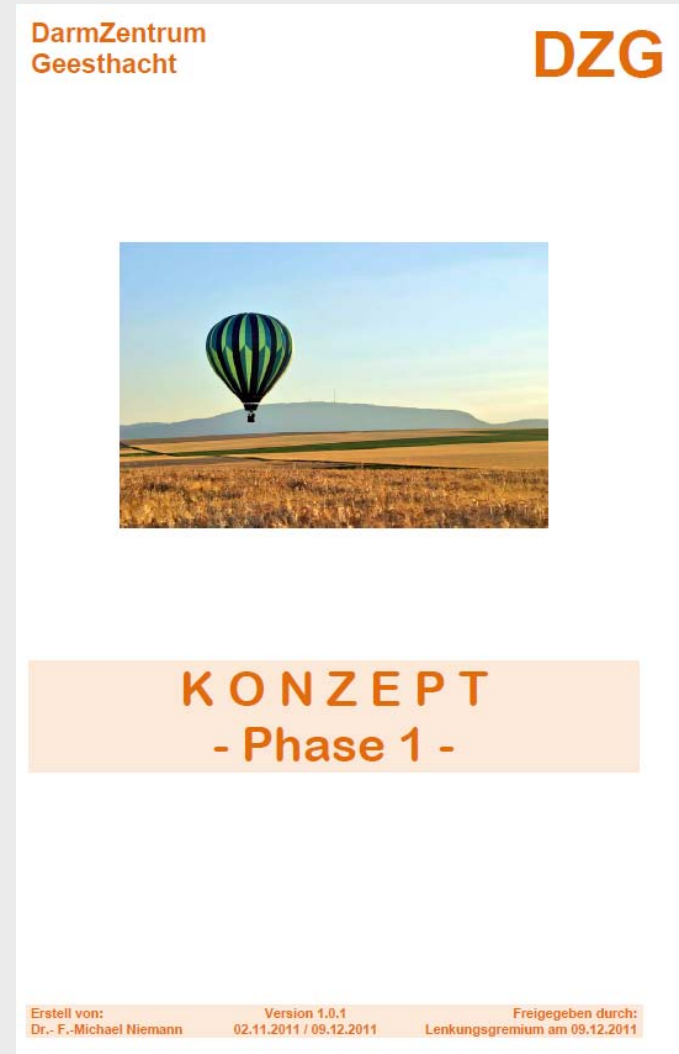 DarmZentrum
Geesthacht
DZG
K O N Z E P T
- Phase 1 -
Erstell von:
Dr.- F.-Michael Niemann
Version 1.0.1
02.11.2011 / 09.12.2011
Freigegeben durch:
Lenkungsgremium am 09.12.2011